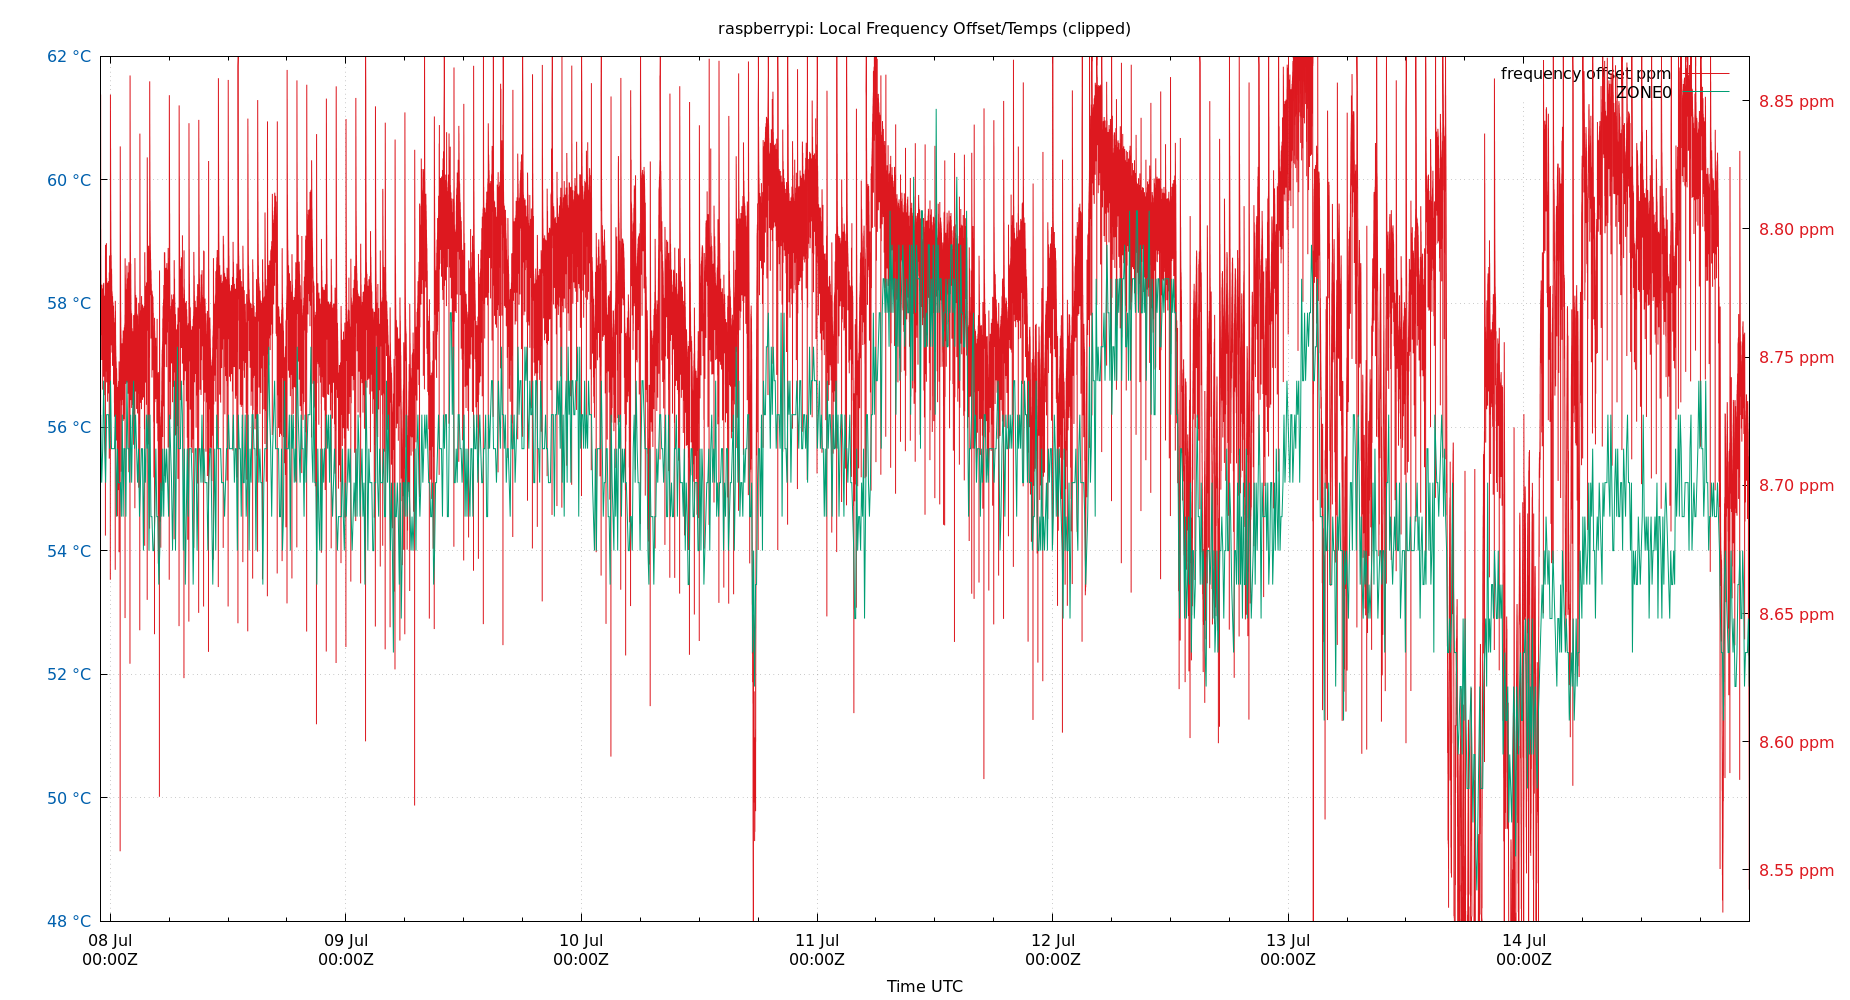 raspberrypi: Local Frequency Offset/Temps (clipped)
62 °C
60 °C
58 °C
56 °C
54 °C
52 °C
50 °C
48 °C
frequency offset ppm
ZONE0
8.85 ppm
8.80 ppm
8.75 ppm
8.70 ppm
8.65 ppm
8.60 ppm
8.55 ppm
08 Jul 09 Jul 10 Jul 11 Jul 12 Jul 13 Jul 14 Jul
00:00Z 00:00Z 00:00Z 00:00Z 00:00Z 00:00Z 00:00Z
Time UTC